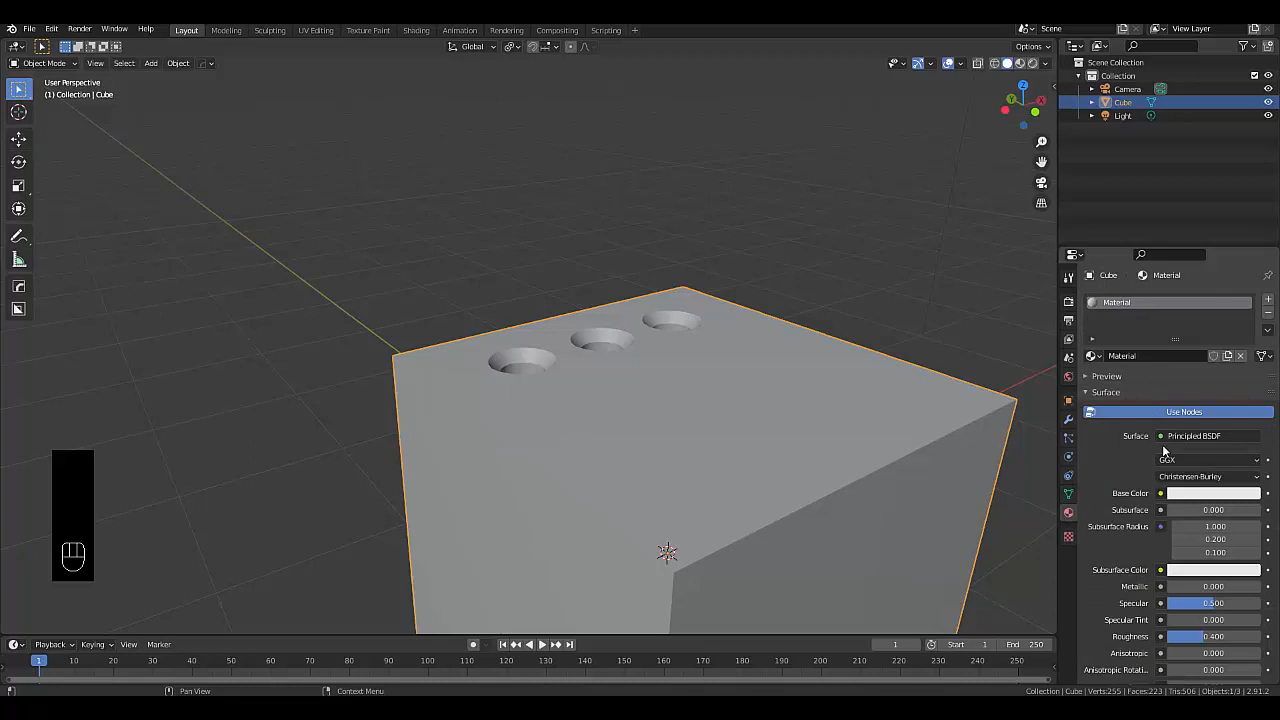 File Edit Render Window Help Layout Modeling Sculpting UV Editing Texture Paint Shading Animation Rendering Compositing Scripting + Scene View Layer
Global Options
Object Mode View Select Add Object
User Perspective
(1) Collection | Cube
Z
Y
X
Scene Collection
Collection
Camera
Cube
Light
Cube Material
Material
Material
Preview
Surface
Use Nodes
Surface Principled BSDF
GGX
Christensen-Burley
Base Color
Subsurface 0.000
Subsurface Radius 1.000
0.200
0.100
Subsurface Color
Metallic 0.000
Specular 0.500
Specular Tint 0.000
Roughness 0.400
Anisotropic 0.000
Anisotropic Rotati... 0.000
Playback Keying View Marker 1 Start 1 End 250
1 10 20 30 40 50 60 70 80 90 100 110 120 130 140 150 160 170 180 190 200 210 220 230 240 250
Pan View Context Menu Collection | Cube | Verts:255 | Faces:223 | Tris:506 | Objects:1/3 | 2.91.2